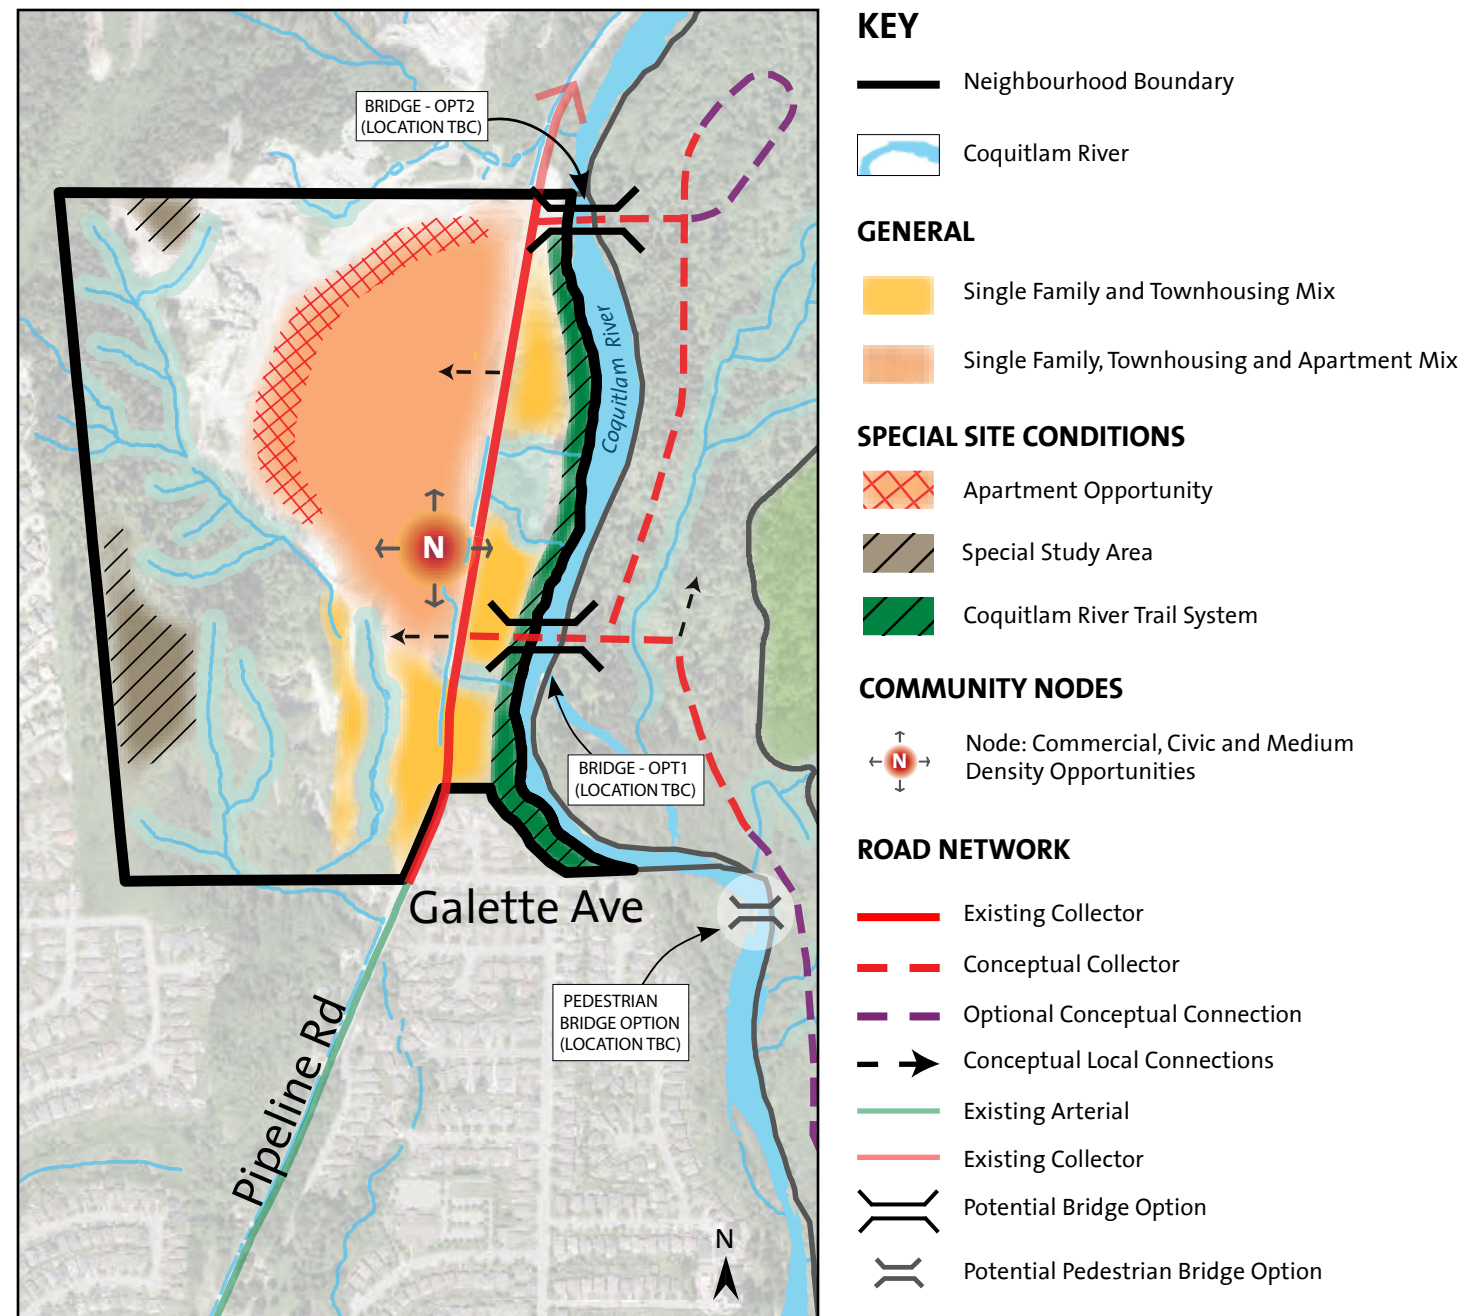 BRIDGE - OPT2
(LOCATION TBC)
Coquitlam River
N
BRIDGE - OPT1
(LOCATION TBC)
Galette Ave
PEDESTRIAN
BRIDGE OPTION
(LOCATION TBC)
Pipeline Rd
N
KEY
Neighbourhood Boundary
Coquitlam River
GENERAL
Single Family and Townhousing Mix
Single Family, Townhousing and Apartment Mix
SPECIAL SITE CONDITIONS
Apartment Opportunity
Special Study Area
Coquitlam River Trail System
COMMUNITY NODES
N
Node: Commercial, Civic and Medium
Density Opportunities
ROAD NETWORK
Existing Collector
Conceptual Collector
Optional Conceptual Connection
Conceptual Local Connections
Existing Arterial
Existing Collector
Potential Bridge Option
Potential Pedestrian Bridge Option